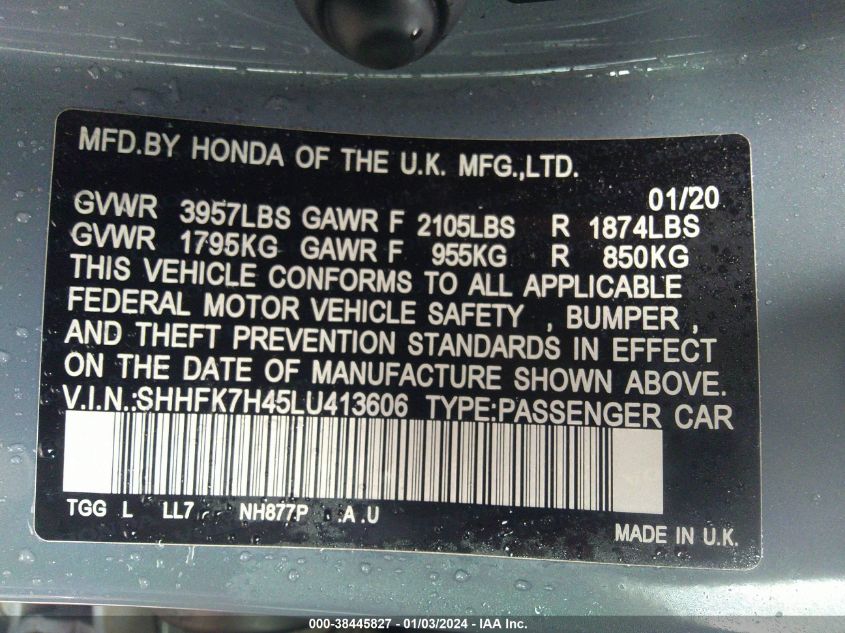 MFD.BY HONDA OF THE U.K. MFG.,LTD.
01/20
GVWR 3957LBS GAWR F 2105LBS R 1874LBS
GVWR 1795KG GAWR F 955KG R 850KG
THIS VEHICLE CONFORMS TO ALL APPLICABLE
FEDERAL MOTOR VEHICLE SAFETY , BUMPER ,
AND THEFT PREVENTION STANDARDS IN EFFECT
ON THE DATE OF MANUFACTURE SHOWN ABOVE.
V.I.N.:SHHFK7H45LU413606 TYPE:PASSENGER CAR
TGG L LL7 NH877P .A .U
MADE IN U.K.
000-38445827 - 01/03/2024 - IAA Inc.